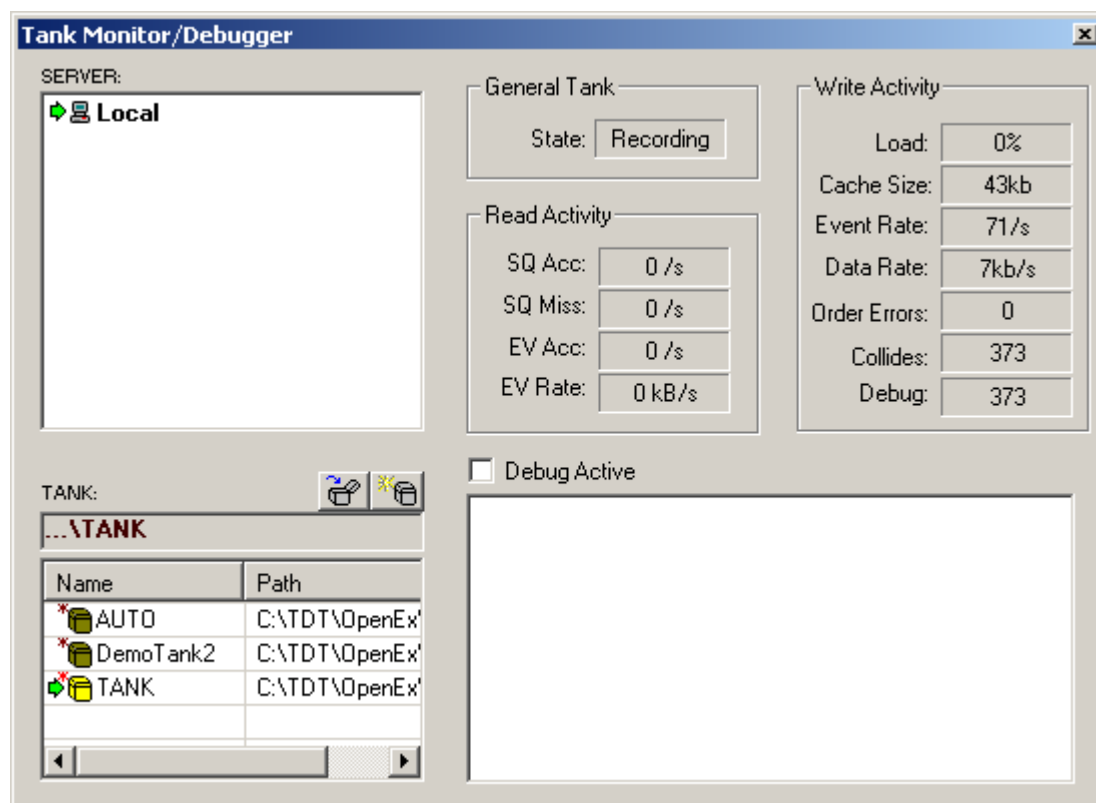 Tank Monitor/Debugger
SERVER:
Local
General Tank
State: Recording
Read Activity
SQ Acc: 0 /s
SQ Miss: 0 /s
EV Acc: 0 /s
EV Rate: 0 kB/s
Write Activity
Load: 0%
Cache Size: 43kb
Event Rate: 71/s
Data Rate: 7kb/s
Order Errors: 0
Collides: 373
Debug: 373
TANK:
...\TANK
Name Path
AUTO C:\TDT\OpenEx'
DemoTank2 C:\TDT\OpenEx'
TANK C:\TDT\OpenEx'
Debug Active